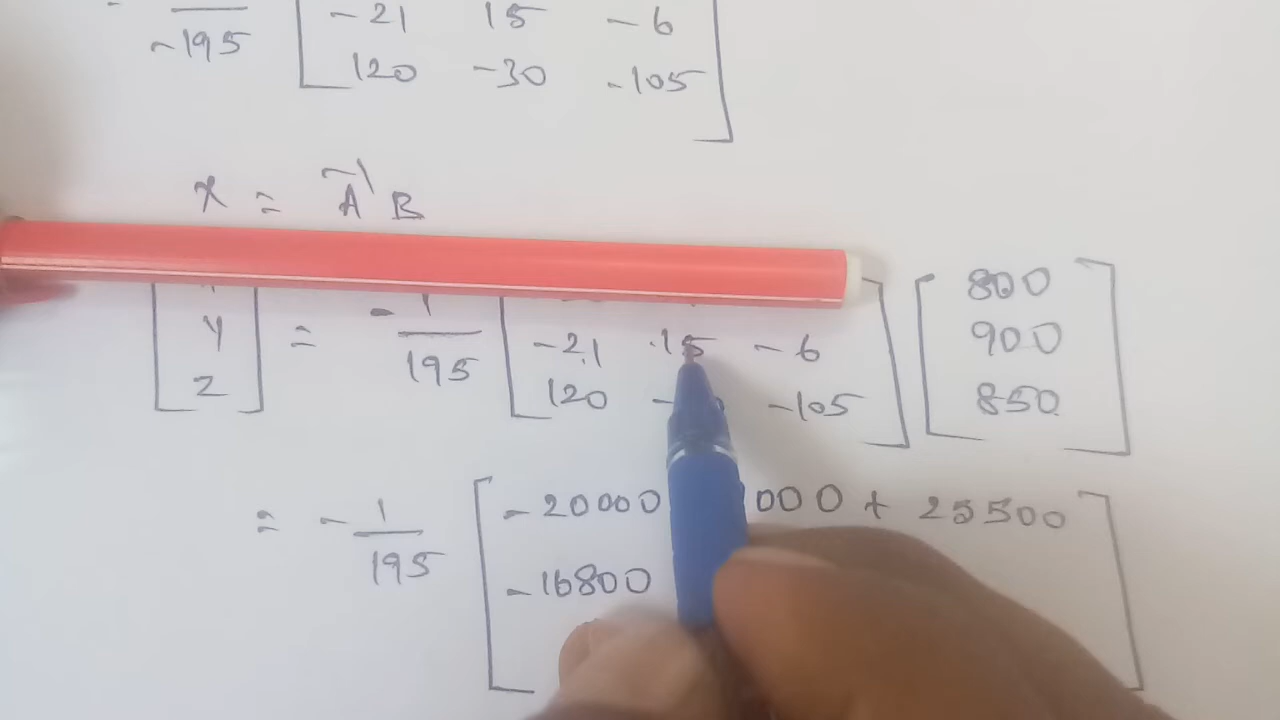 -195
-21 15 -6
120 -30 -105
X = A⁻¹ B
Y = -1/195 -21 15 -6 900
Z 120 -105 850
800
= -1/195 -20000 000 + 25500
-16800